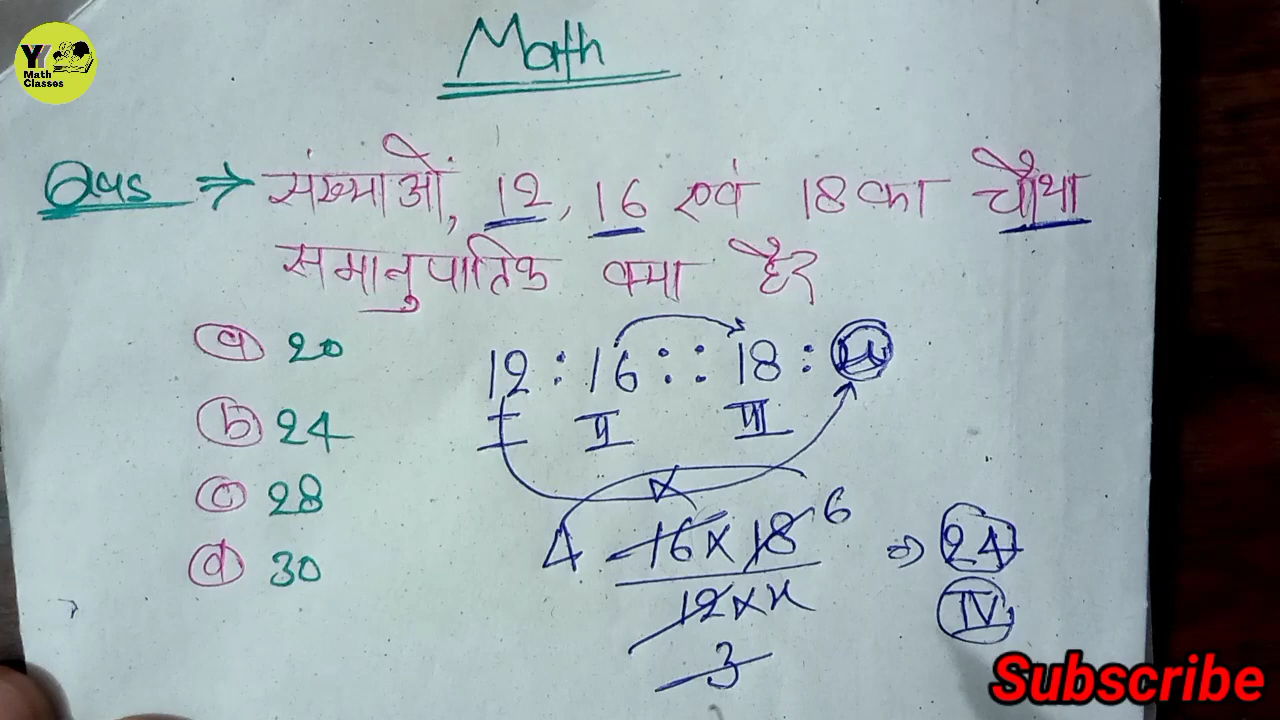 YY
Math
Classes
Math
Ques → संख्याओं, 12, 16 एवं 18 का चौथा
समानुपातिक क्या है?
(a) 20
(b) 24
(c) 28
(d) 30
12 : 16 :: 18 : x
I II III
4 16 × 18 6
12 × x
3
⇒ 24
IV
Subscribe